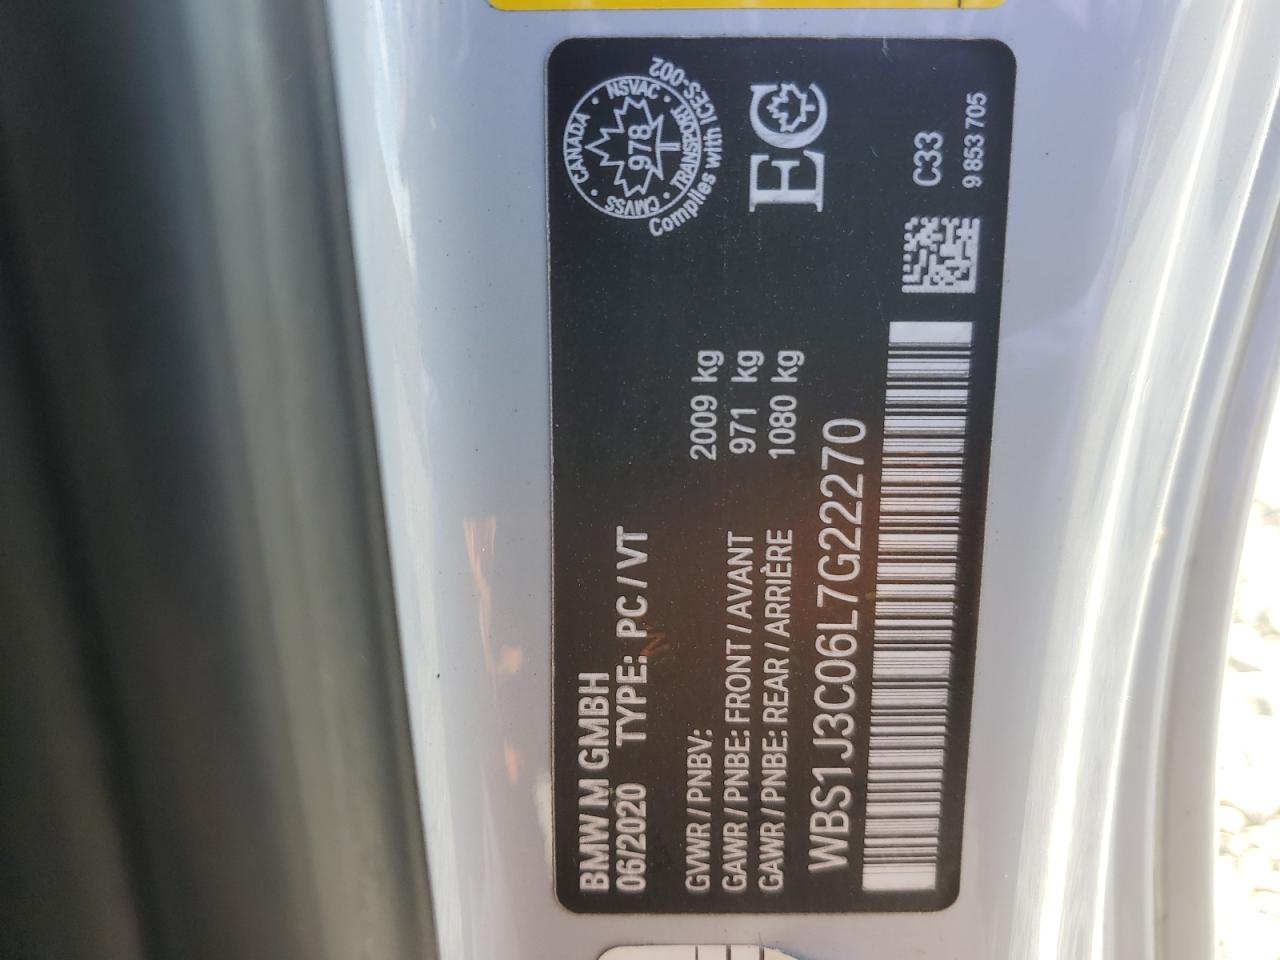 BMW M GMBH
06/2020 TYPE: PC / VT
GVWR / PNBV: 2009 kg
GAWR / PNBE: FRONT / AVANT 971 kg
GAWR / PNBE: REAR / ARRIÈRE 1080 kg
WBS1J3C06L7G22270
CANADA · NSVAC · TRANSPORT · CMVSS ·
978
T
Complies with ICES-002
EC
C33
9 853 705